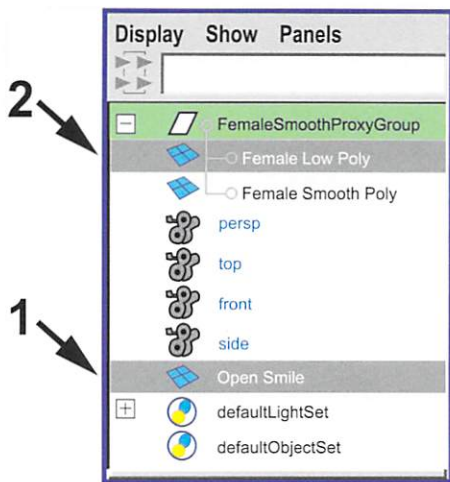 Display Show Panels
2
FemaleSmoothProxyGroup
Female Low Poly
Female Smooth Poly
persp
top
front
1
side
Open Smile
defaultLightSet
defaultObjectSet